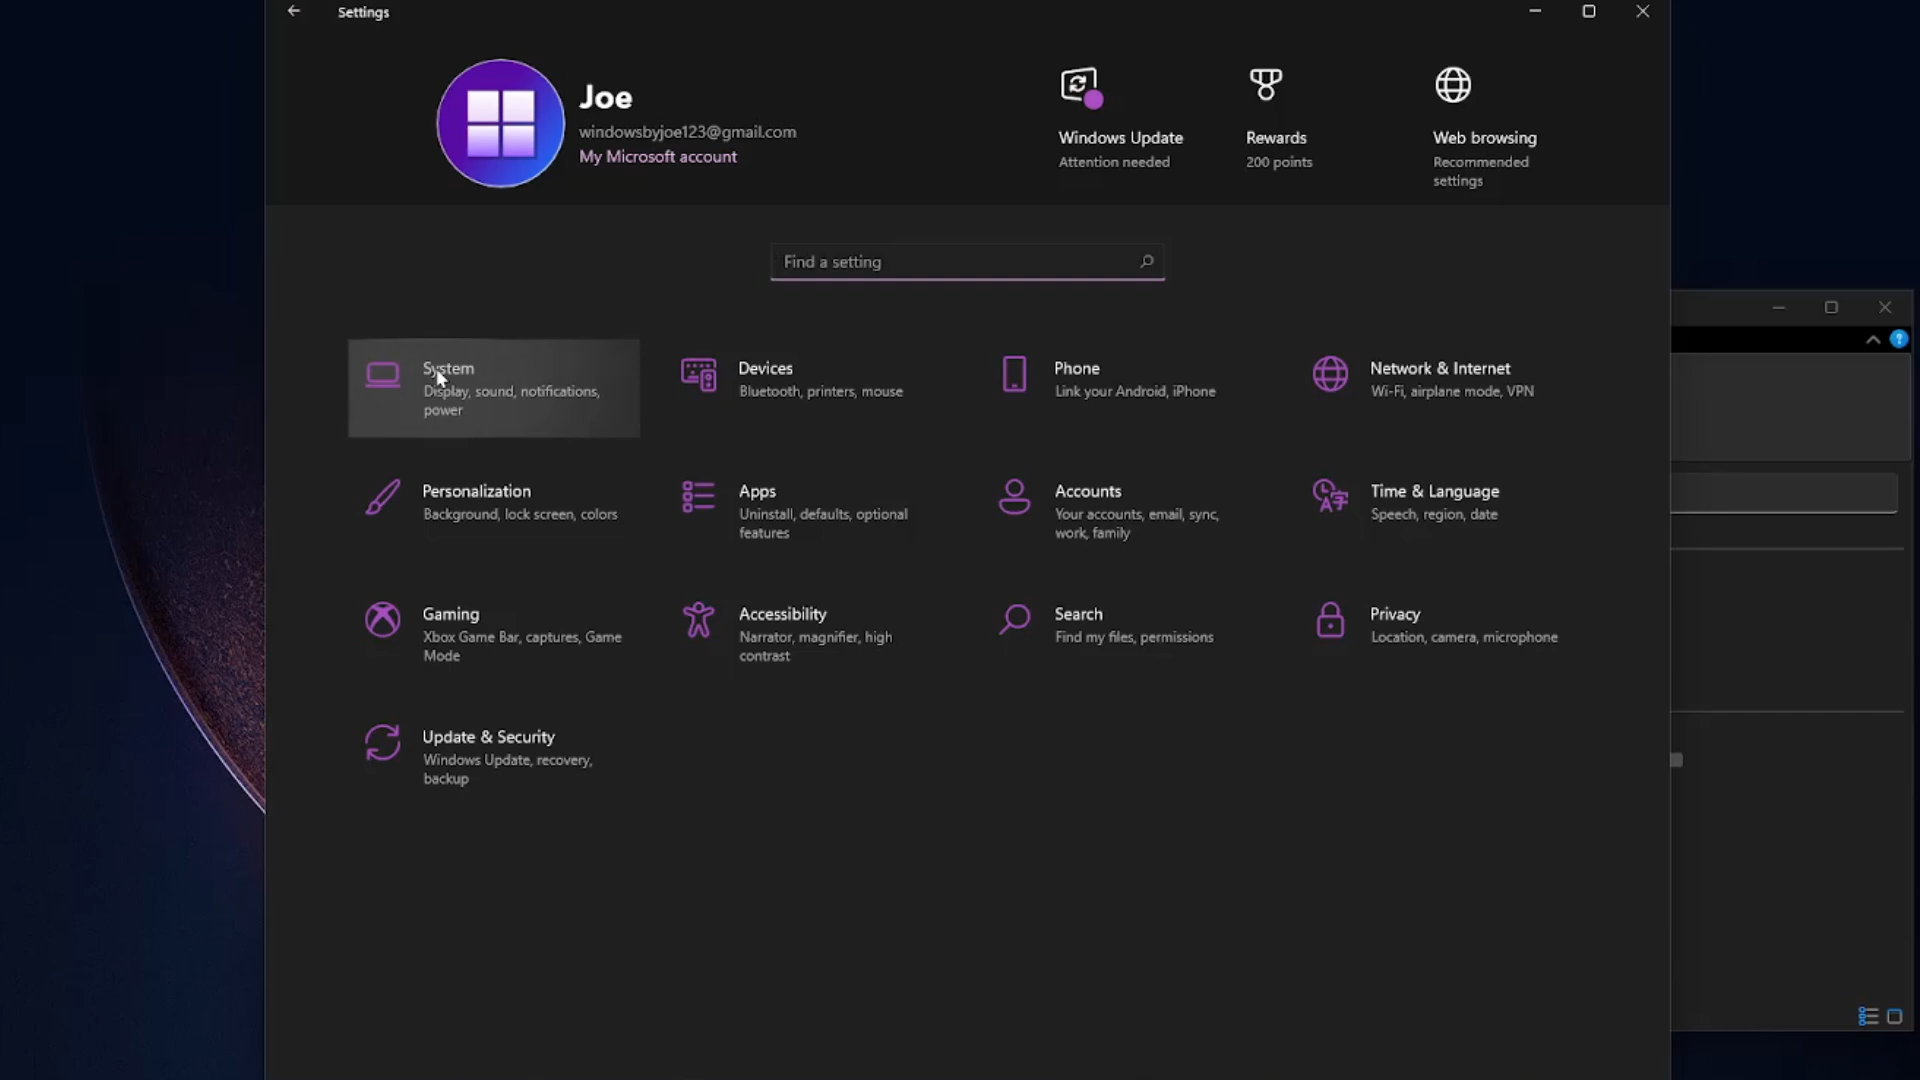 Settings
Joe
windowsbyjoe123@gmail.com
My Microsoft account
Windows Update
Attention needed
Rewards
200 points
Web browsing
Recommended
settings
Find a setting
System
Display, sound, notifications,
power
Devices
Bluetooth, printers, mouse
Phone
Link your Android, iPhone
Network & Internet
Wi-Fi, airplane mode, VPN
Personalization
Background, lock screen, colors
Apps
Uninstall, defaults, optional
features
Accounts
Your accounts, email, sync,
work, family
Time & Language
Speech, region, date
Gaming
Xbox Game Bar, captures, Game
Mode
Accessibility
Narrator, magnifier, high
contrast
Search
Find my files, permissions
Privacy
Location, camera, microphone
Update & Security
Windows Update, recovery,
backup